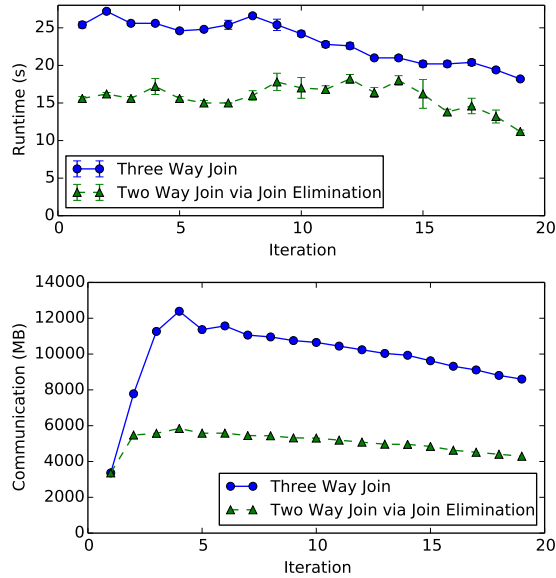 25
20
15
10
5
0
Runtime (s)
Three Way Join
Two Way Join via Join Elimination
0 5 10 15 20
Iteration
14000
12000
10000
8000
6000
4000
2000
0
Communication (MB)
Three Way Join
Two Way Join via Join Elimination
0 5 10 15 20
Iteration